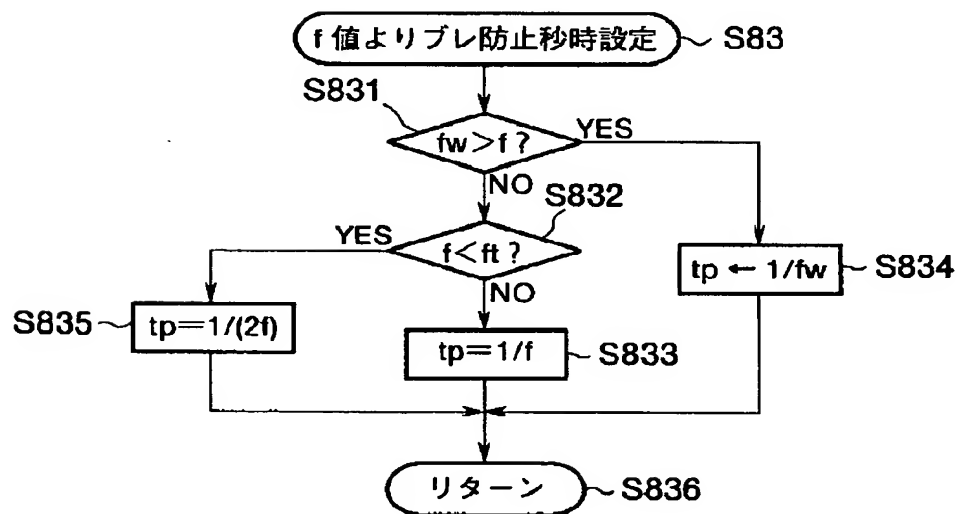 f値よりブレ防止秒時設定 S83
S831
fw>f?
YES
NO
S832
YES
f<ft?
tp ← 1/fw S834
NO
S835 tp=1/(2f)
tp=1/f S833
リターン S836